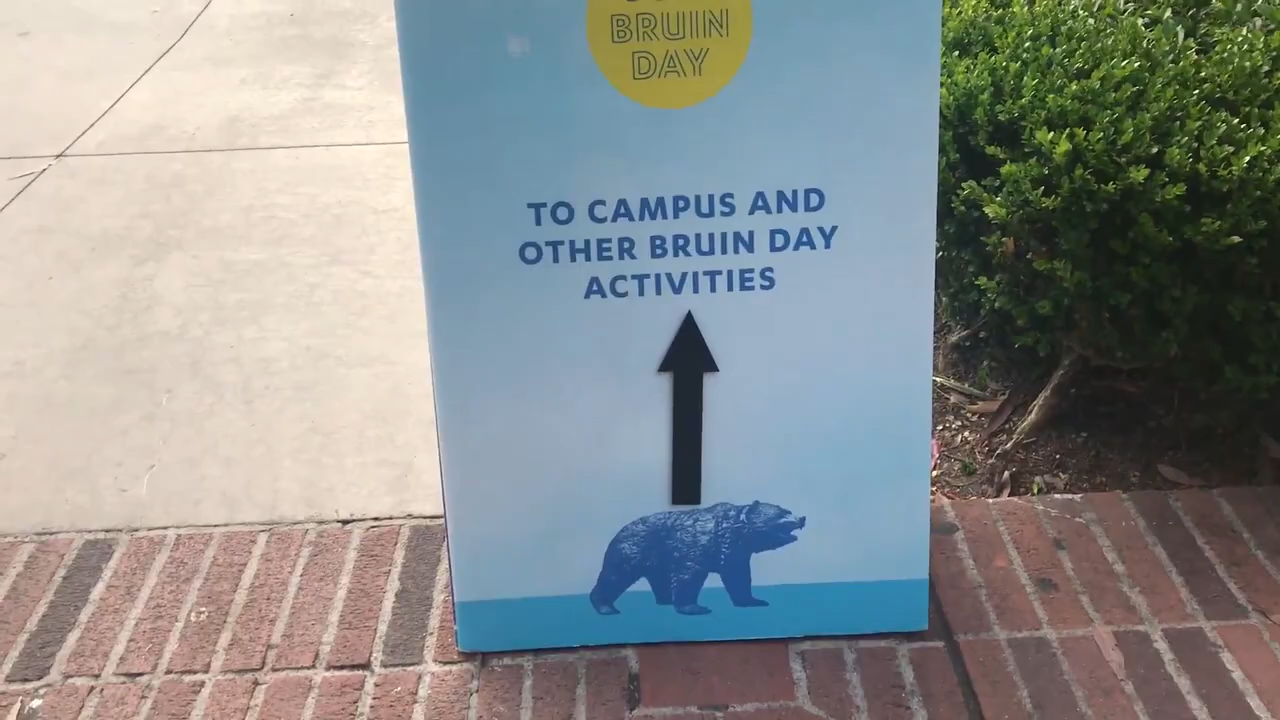 BRUIN
DAY
TO CAMPUS AND
OTHER BRUIN DAY
ACTIVITIES